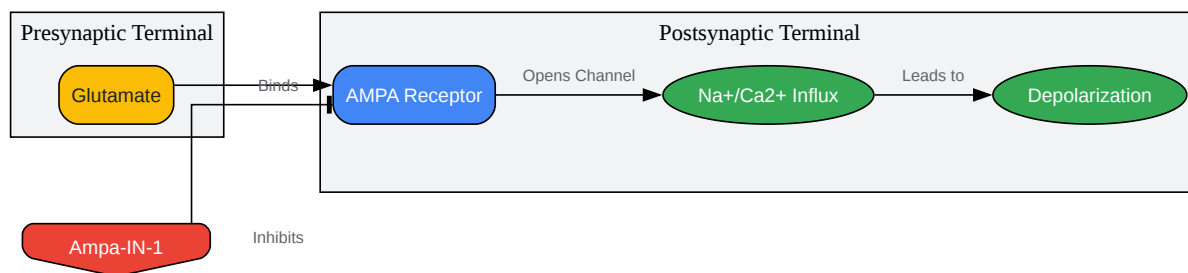 Presynaptic Terminal
Postsynaptic Terminal
Glutamate
Binds
AMPA Receptor
Opens Channel
Na+/Ca2+ Influx
Leads to
Depolarization
Ampa-IN-1
Inhibits